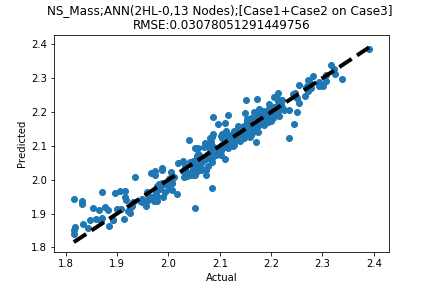 NS_Mass;ANN(2HL-0,13 Nodes);[Case1+Case2 on Case3]
RMSE:0.03078051291449756
2.4
2.3
2.2
2.1
2.0
1.9
1.8
Predicted
1.8 1.9 2.0 2.1 2.2 2.3 2.4
Actual